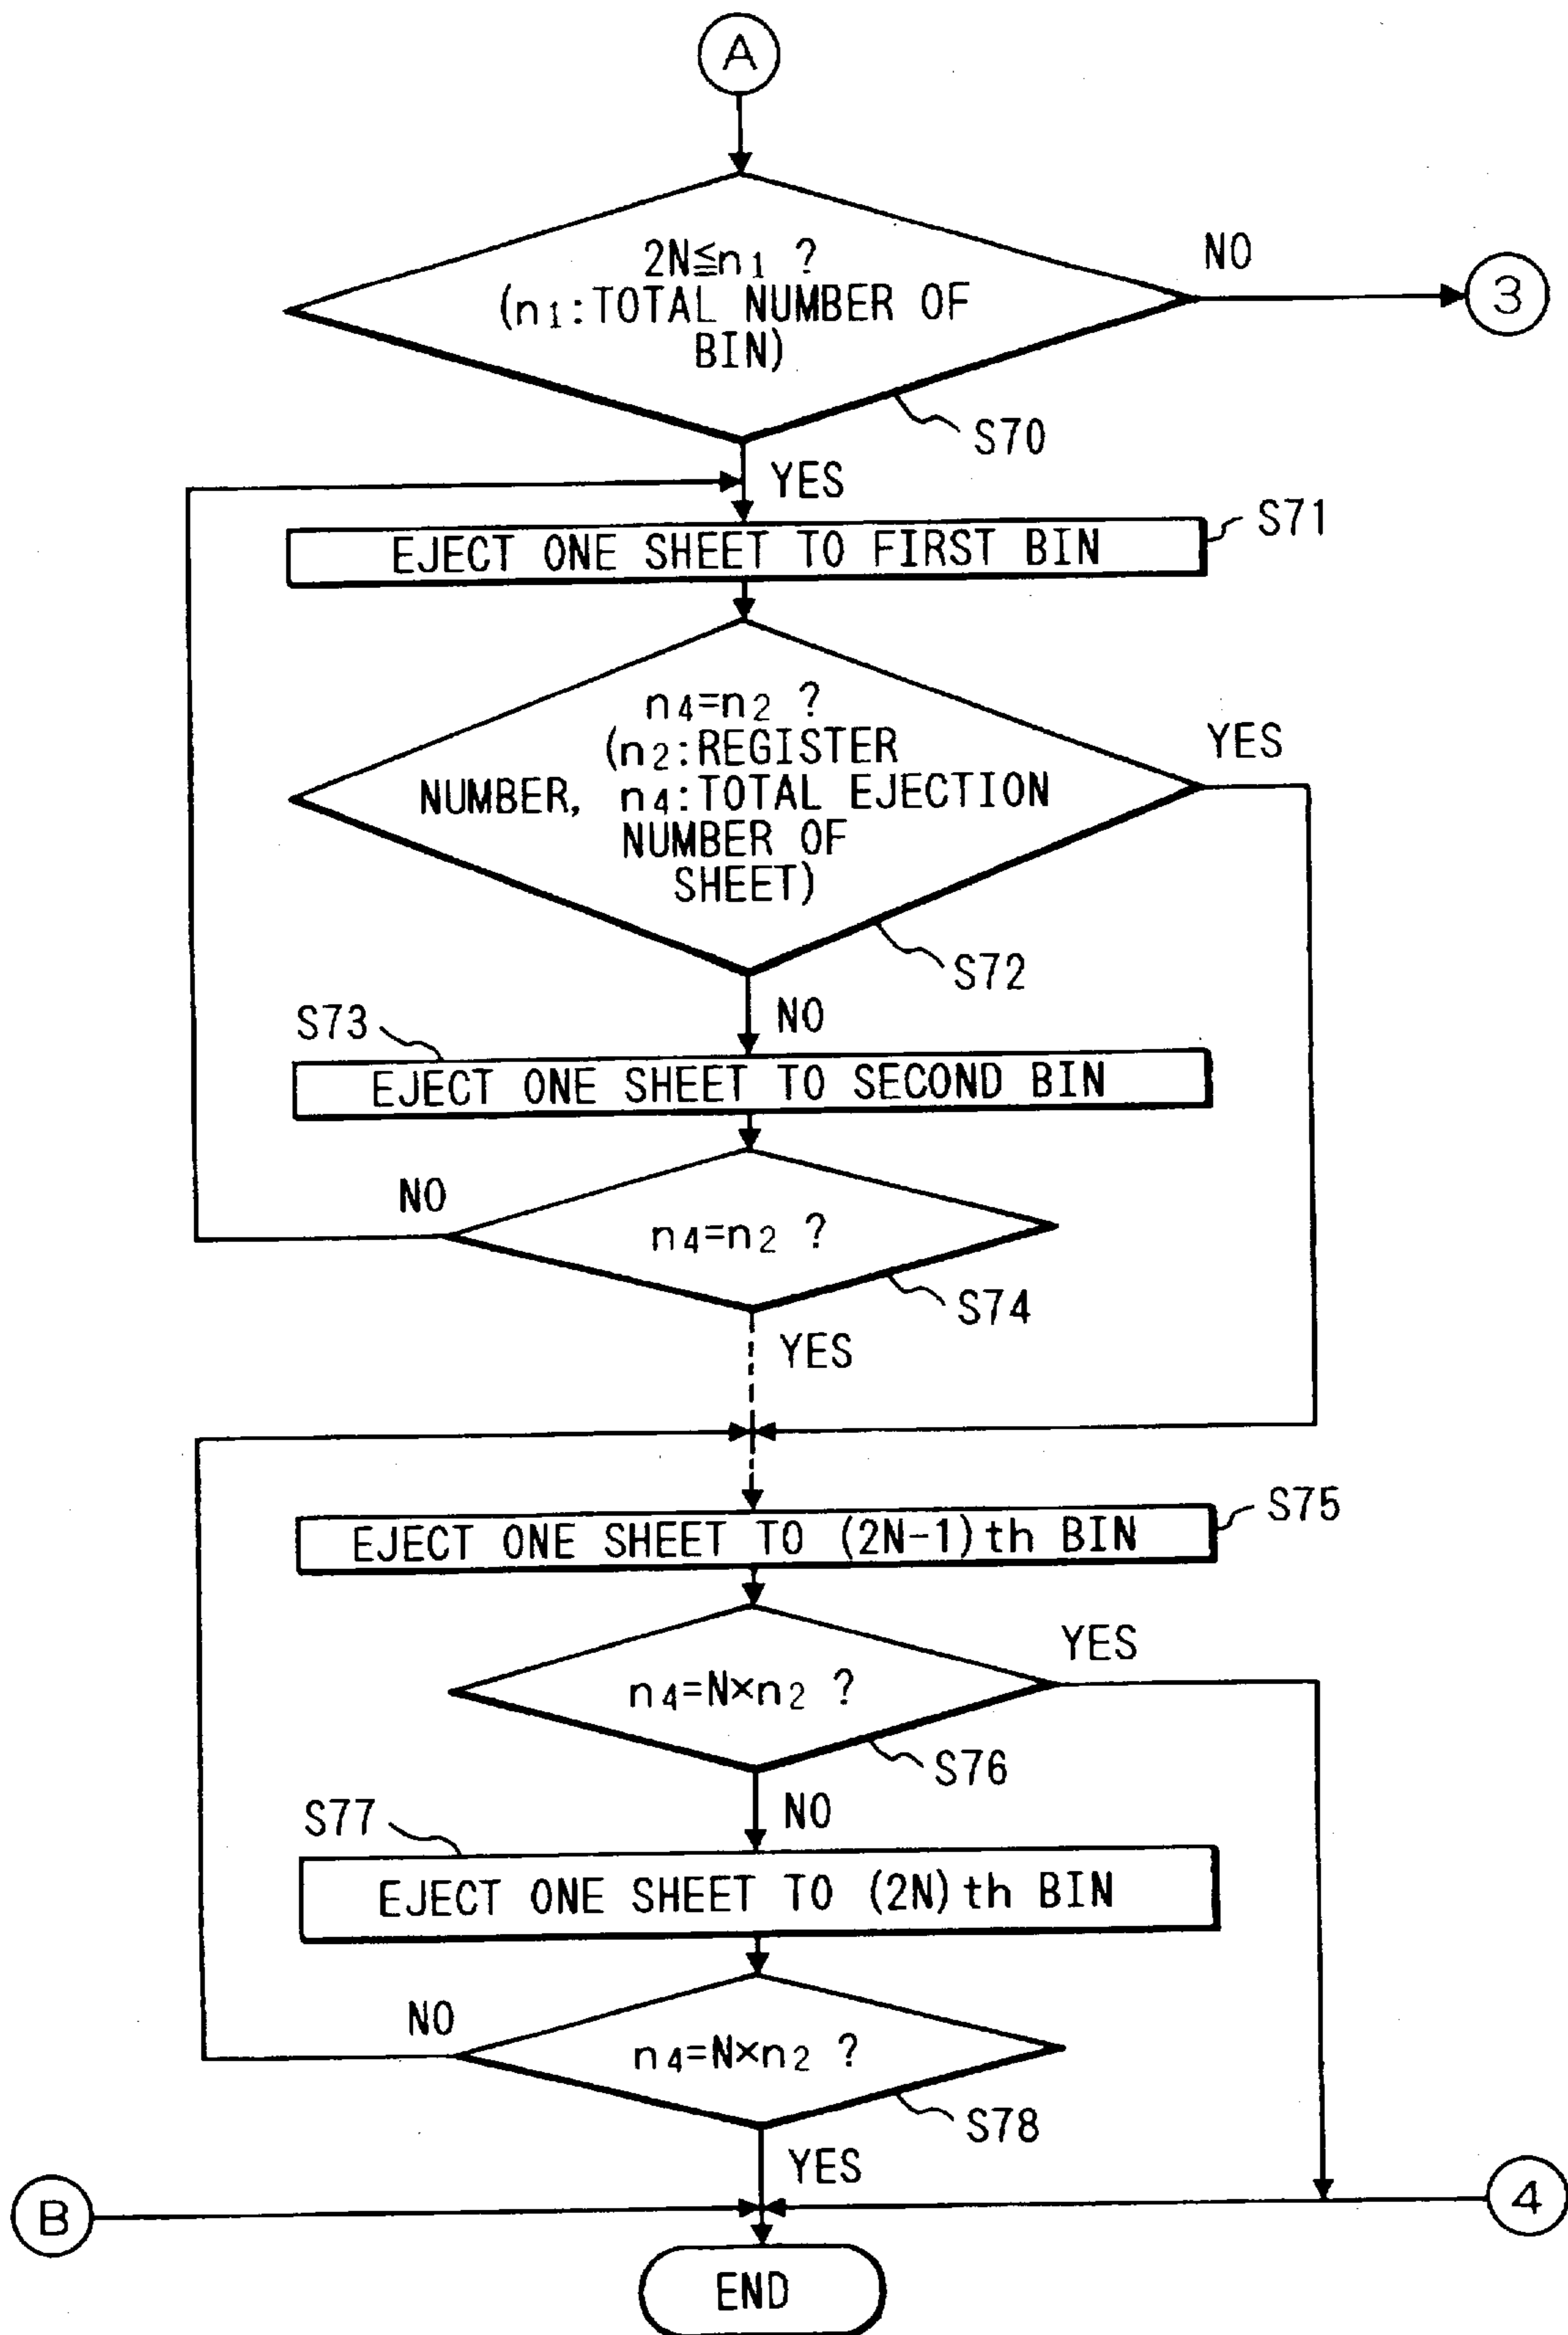 A
2N≦n1 ?
(n1:TOTAL NUMBER OF
BIN)
NO
3
S70
YES
EJECT ONE SHEET TO FIRST BIN
S71
n4=n2 ?
(n2:REGISTER
NUMBER, n4:TOTAL EJECTION
NUMBER OF
SHEET)
YES
S72
NO
S73
EJECT ONE SHEET TO SECOND BIN
NO
n4=n2 ?
S74
YES
S75
EJECT ONE SHEET TO (2N-1)th BIN
YES
n4=N×n2 ?
S76
NO
S77
EJECT ONE SHEET TO (2N)th BIN
NO
n4=N×n2 ?
S78
YES
B
4
END